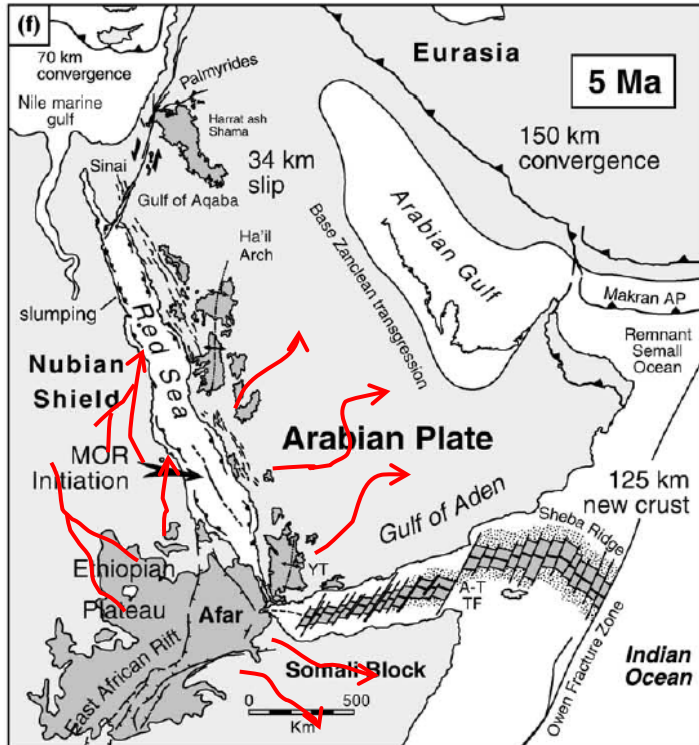 (f)
70 km
convergence
Nile marine
gulf
Palmyrides
Harrat ash
Shama
Sinai
34 km
slip
Gulf of Aqaba
Ha'il
Arch
Eurasia
5 Ma
150 km
convergence
Arabian Gulf
Base Zanclean transgression
Makran AP
Remnant
Semail
Ocean
slumping
Red Sea
Nubian
Shield
MOR
Initiation
Arabian Plate
Gulf of Aden
125 km
new crust
Sheba Ridge
Ethiopian
Plateau
YT
A-T
TF
Afar
East African Rift
Somali Block
0 500
Km
Owen Fracture Zone
Indian
Ocean